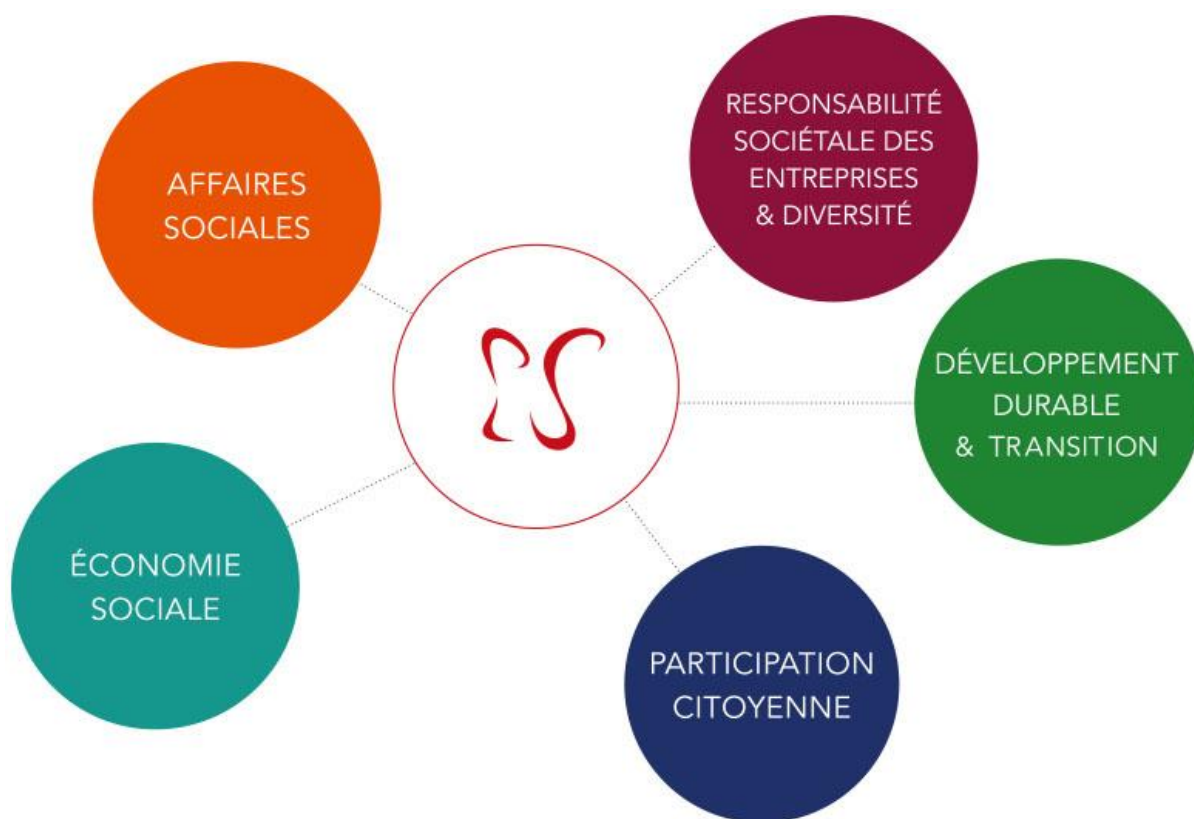 AFFAIRES
SOCIALES
RESPONSABILITÉ
SOCIÉTALE DES
ENTREPRISES
& DIVERSITÉ
DÉVELOPPEMENT
DURABLE
& TRANSITION
ÉCONOMIE
SOCIALE
PARTICIPATION
CITOYENNE